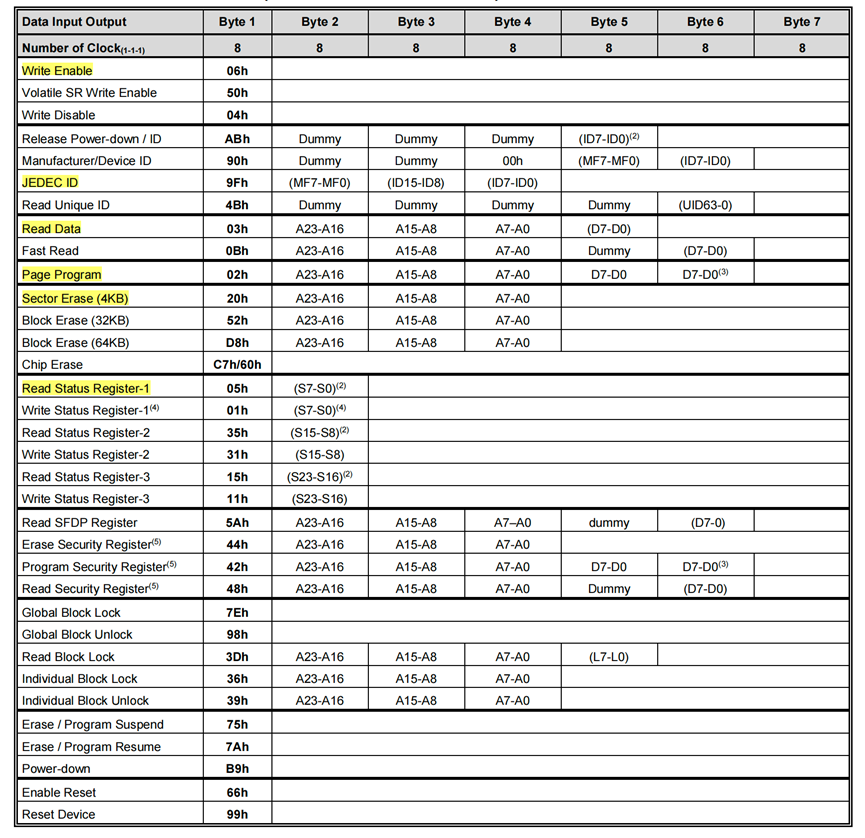 Data Input Output Byte 1 Byte 2 Byte 3 Byte 4 Byte 5 Byte 6 Byte 7
Number of Clock(1-1-1) 8 8 8 8 8 8 8
Write Enable 06h
Volatile SR Write Enable 50h
Write Disable 04h
Release Power-down / ID ABh Dummy Dummy Dummy (ID7-ID0)(2)
Manufacturer/Device ID 90h Dummy Dummy 00h (MF7-MF0) (ID7-ID0)
JEDEC ID 9Fh (MF7-MF0) (ID15-ID8) (ID7-ID0)
Read Unique ID 4Bh Dummy Dummy Dummy Dummy (UID63-0)
Read Data 03h A23-A16 A15-A8 A7-A0 (D7-D0)
Fast Read 0Bh A23-A16 A15-A8 A7-A0 Dummy (D7-D0)
Page Program 02h A23-A16 A15-A8 A7-A0 D7-D0 D7-D0(3)
Sector Erase (4KB) 20h A23-A16 A15-A8 A7-A0
Block Erase (32KB) 52h A23-A16 A15-A8 A7-A0
Block Erase (64KB) D8h A23-A16 A15-A8 A7-A0
Chip Erase C7h/60h
Read Status Register-1 05h (S7-S0)(2)
Write Status Register-1(4) 01h (S7-S0)(4)
Read Status Register-2 35h (S15-S8)(2)
Write Status Register-2 31h (S15-S8)
Read Status Register-3 15h (S23-S16)(2)
Write Status Register-3 11h (S23-S16)
Read SFDP Register 5Ah A23-A16 A15-A8 A7–A0 dummy (D7-0)
Erase Security Register(5) 44h A23-A16 A15-A8 A7-A0
Program Security Register(5) 42h A23-A16 A15-A8 A7-A0 D7-D0 D7-D0(3)
Read Security Register(5) 48h A23-A16 A15-A8 A7-A0 Dummy (D7-D0)
Global Block Lock 7Eh
Global Block Unlock 98h
Read Block Lock 3Dh A23-A16 A15-A8 A7-A0 (L7-L0)
Individual Block Lock 36h A23-A16 A15-A8 A7-A0
Individual Block Unlock 39h A23-A16 A15-A8 A7-A0
Erase / Program Suspend 75h
Erase / Program Resume 7Ah
Power-down B9h
Enable Reset 66h
Reset Device 99h